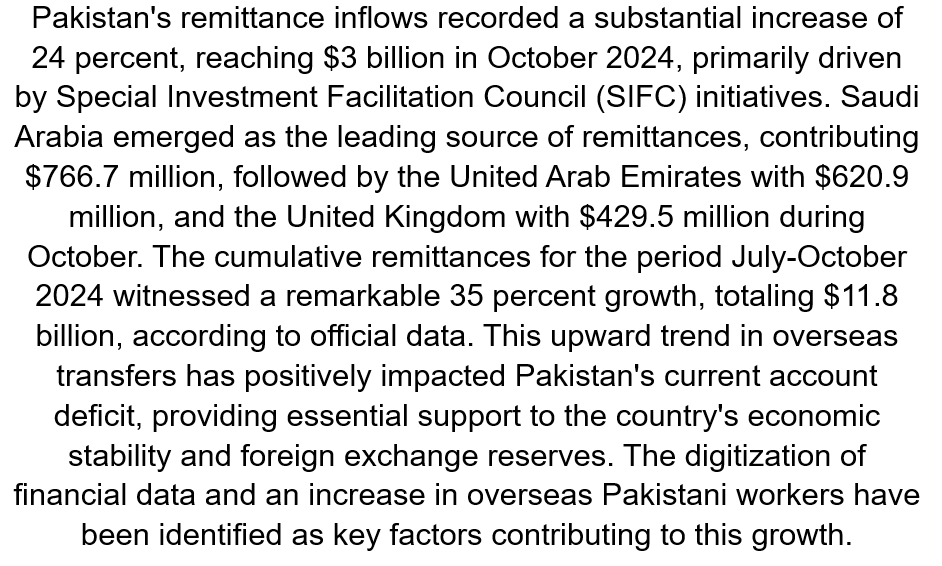 Pakistan's remittance inflows recorded a substantial increase of
24 percent, reaching $3 billion in October 2024, primarily driven
by Special Investment Facilitation Council (SIFC) initiatives. Saudi
Arabia emerged as the leading source of remittances, contributing
$766.7 million, followed by the United Arab Emirates with $620.9
million, and the United Kingdom with $429.5 million during
October. The cumulative remittances for the period July-October
2024 witnessed a remarkable 35 percent growth, totaling $11.8
billion, according to official data. This upward trend in overseas
transfers has positively impacted Pakistan's current account
deficit, providing essential support to the country's economic
stability and foreign exchange reserves. The digitization of
financial data and an increase in overseas Pakistani workers have
been identified as key factors contributing to this growth.